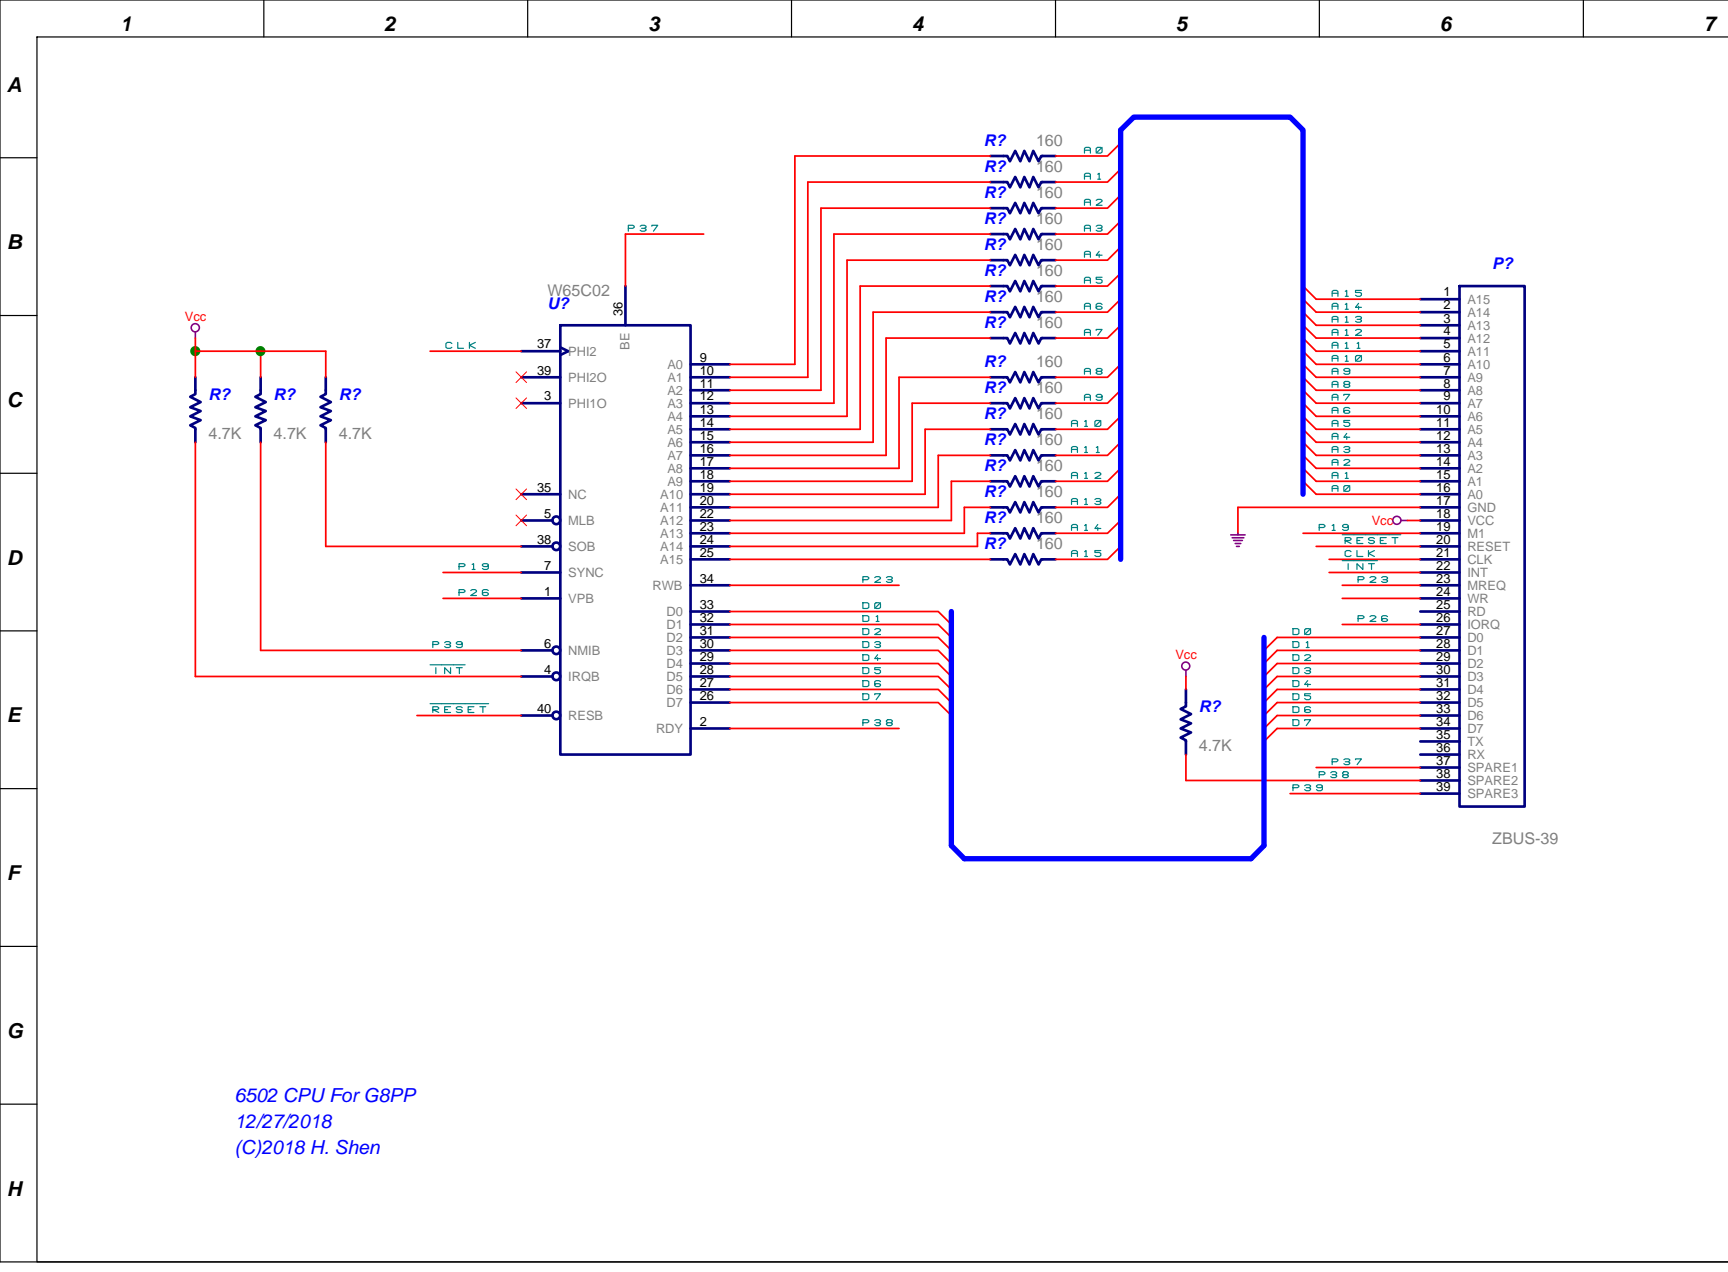 1 2 3 4 5 6 7
A
B
C
D
E
F
G
H
R? 160 A0
R? 160 A1
R? 160 A2
R? 160 A3
R? 160 A4
R? 160 A5
R? 160 A6
R? 160 A7
R? 160 A8
R? 160 A9
R? 160 A10
R? 160 A11
R? 160 A12
R? 160 A13
R? 160 A14
R? 160 A15
P37
W65C02
U?
36
BE
Vcc
R? R? R?
4.7K 4.7K 4.7K
CLK 37 PHI2
39 PHI2O
3 PHI1O
35 NC
5 MLB
38 SOB
P19 7 SYNC
P26 1 VPB
P39 6 NMIB
INT 4 IRQB
RESET 40 RESB
A0 9
A1 10
A2 11
A3 12
A4 13
A5 14
A6 15
A7 16
A8 17
A9 18
A10 19
A11 20
A12 22
A13 23
A14 24
A15 25
RWB 34 P23
D0 33 D0
D1 32 D1
D2 31 D2
D3 30 D3
D4 29 D4
D5 28 D5
D6 27 D6
D7 26 D7
RDY 2 P38
Vcc
R?
4.7K
P?
A15 1 A15
A14 2 A14
A13 3 A13
A12 4 A12
A11 5 A11
A10 6 A10
A9 7 A9
A8 8 A8
A7 9 A7
A6 10 A6
A5 11 A5
A4 12 A4
A3 13 A3
A2 14 A2
A1 15 A1
A0 16 A0
17 GND
Vcc 18 VCC
P19 19 M1
RESET 20 RESET
CLK 21 CLK
INT 22 INT
P23 23 MREQ
24 WR
25 RD
P26 26 IORQ
D0 27 D0
D1 28 D1
D2 29 D2
D3 30 D3
D4 31 D4
D5 32 D5
D6 33 D6
D7 34 D7
35 TX
36 RX
P37 37 SPARE1
P38 38 SPARE2
P39 39 SPARE3
ZBUS-39
6502 CPU For G8PP
12/27/2018
(C)2018 H. Shen